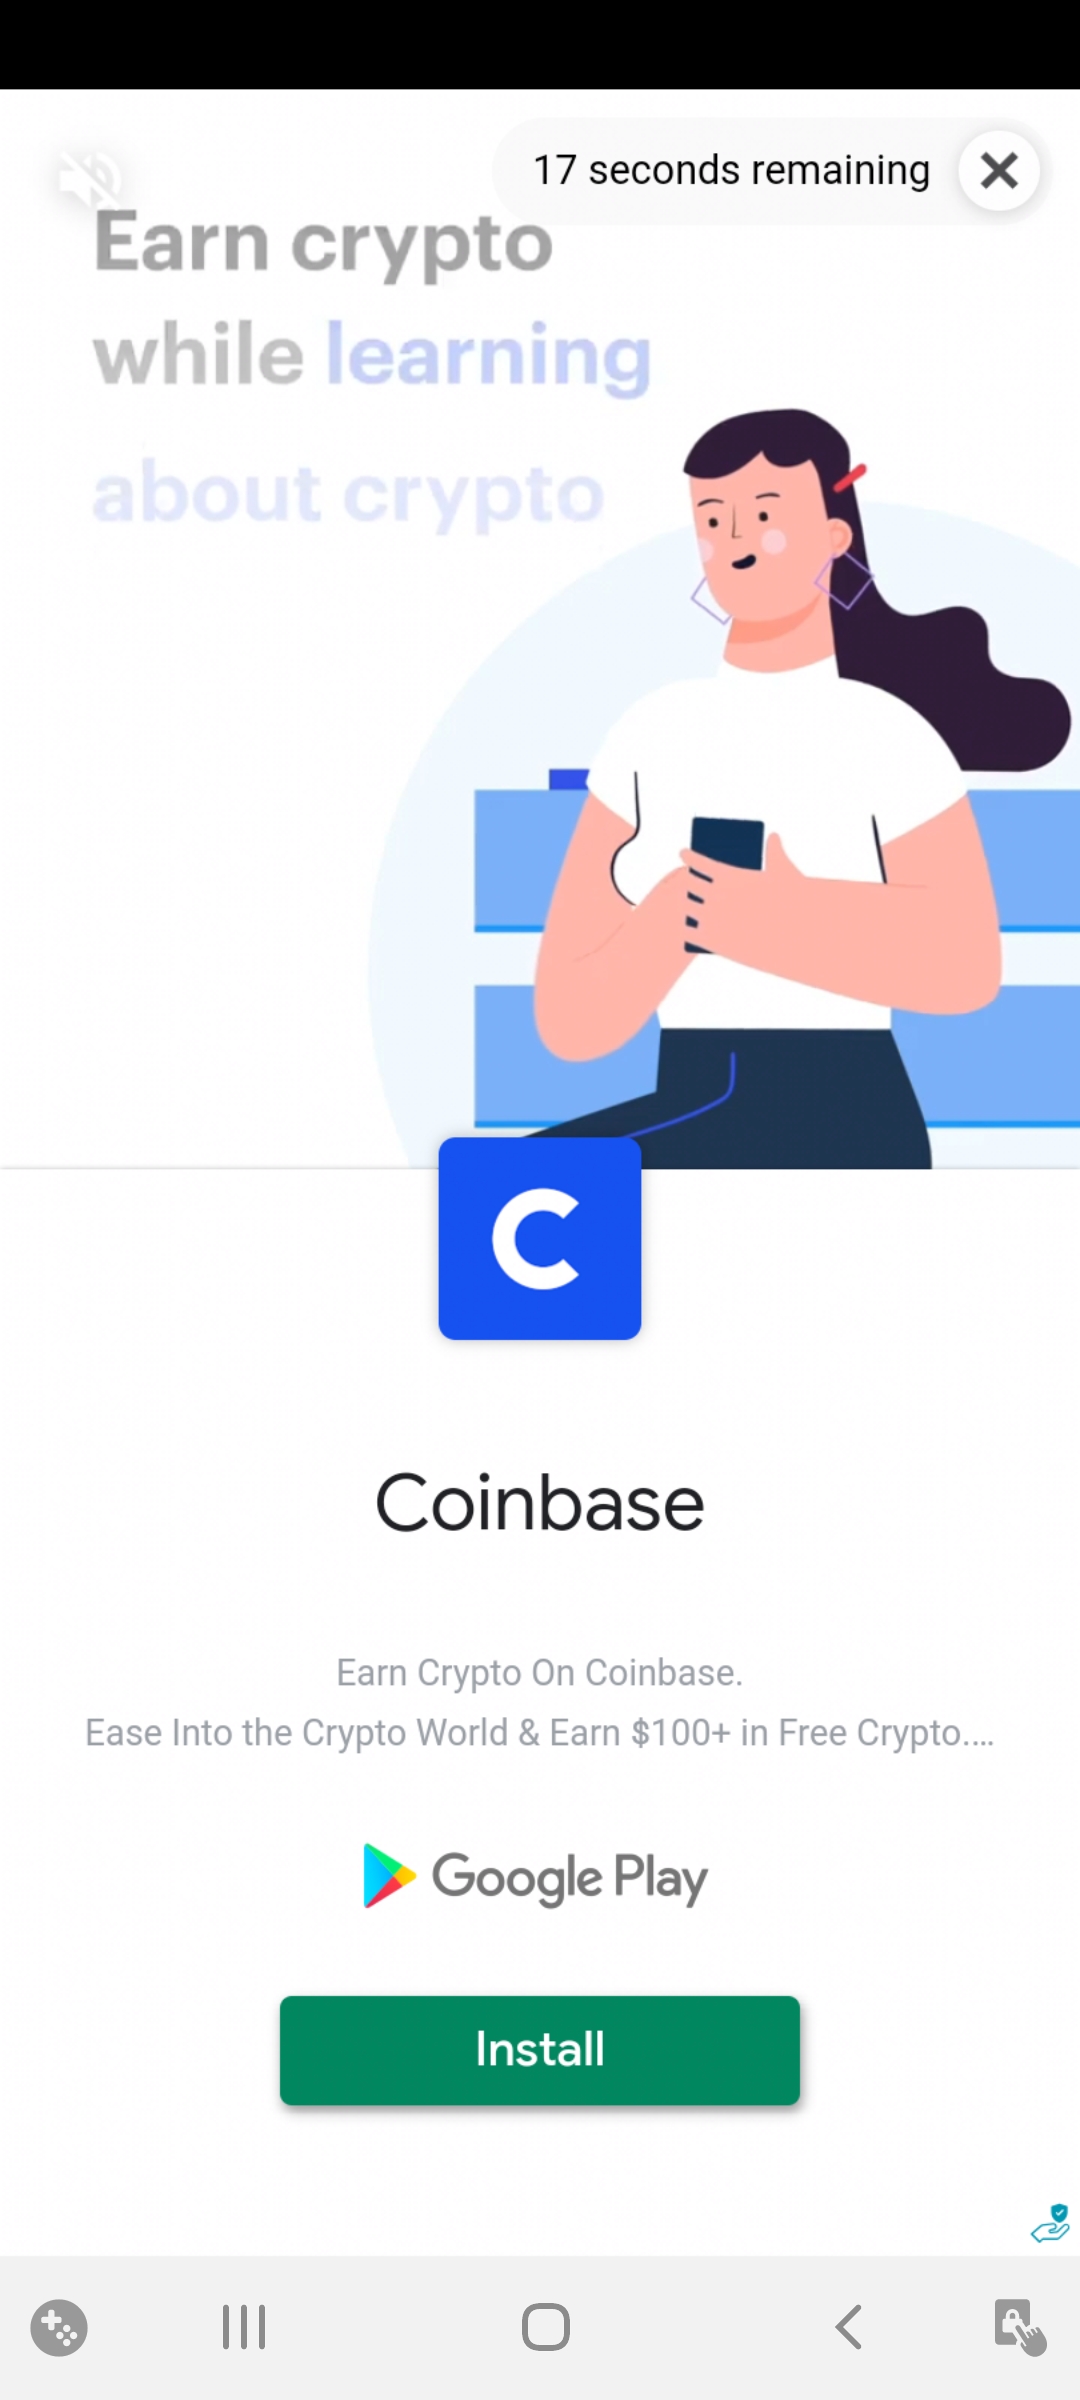 17 seconds remaining
Earn crypto
while learning
about crypto
Coinbase
Earn Crypto On Coinbase.
Ease Into the Crypto World & Earn $100+ in Free Crypto....
Google Play
Install